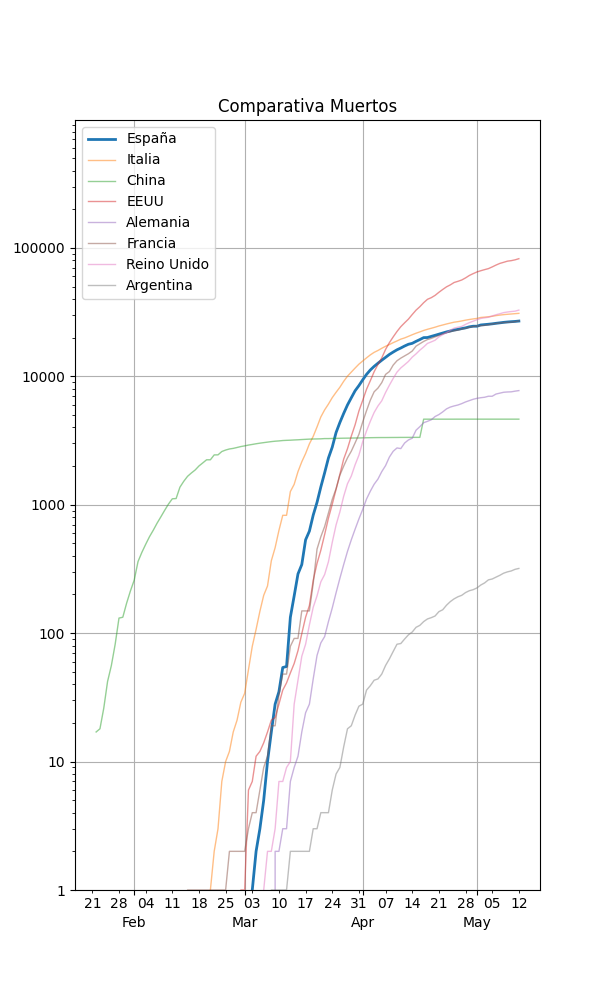 Comparativa Muertos
España
Italia
China
EEUU
Alemania
Francia
Reino Unido
Argentina
100000
10000
1000
100
10
1
21 28 04 11 18 25 03 10 17 24 31 07 14 21 28 05 12
Feb Mar Apr May